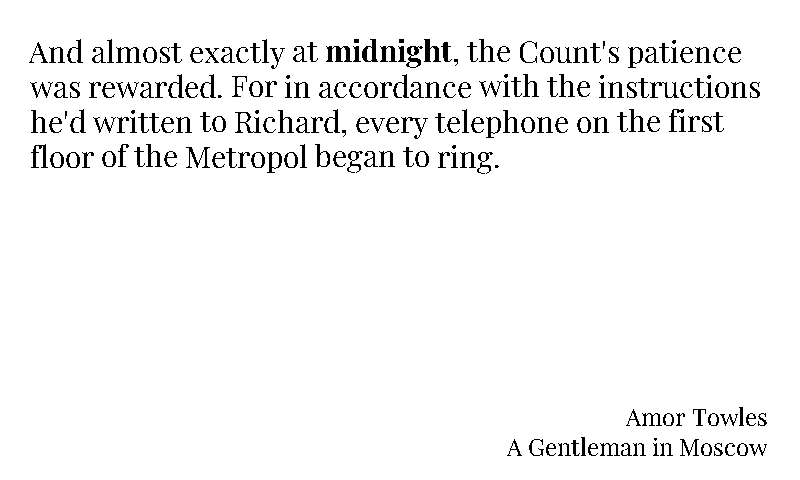 And almost exactly at midnight, the Count's patience
was rewarded. For in accordance with the instructions
he'd written to Richard, every telephone on the first
floor of the Metropol began to ring.
Amor Towles
A Gentleman in Moscow